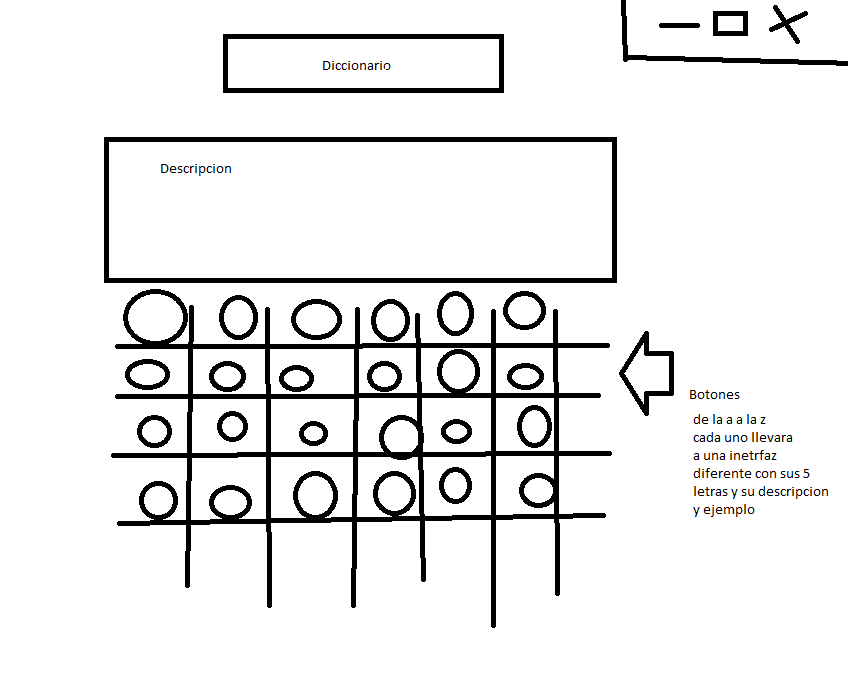 Diccionario
Descripcion
Botones
de la a a la z
cada uno llevara
a una inetrfaz
diferente con sus 5
letras y su descripcion
y ejemplo